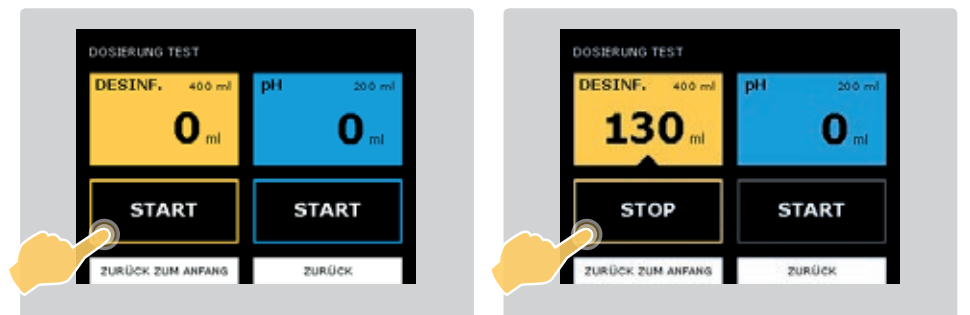 DOSIERUNG TEST
DESINF. 400 ml
0 ml
pH 200 ml
0 ml
START
START
ZURÜCK ZUM ANFANG
ZURÜCK
DOSIERUNG TEST
DESINF. 400 ml
130 ml
pH 200 ml
0 ml
STOP
START
ZURÜCK ZUM ANFANG
ZURÜCK